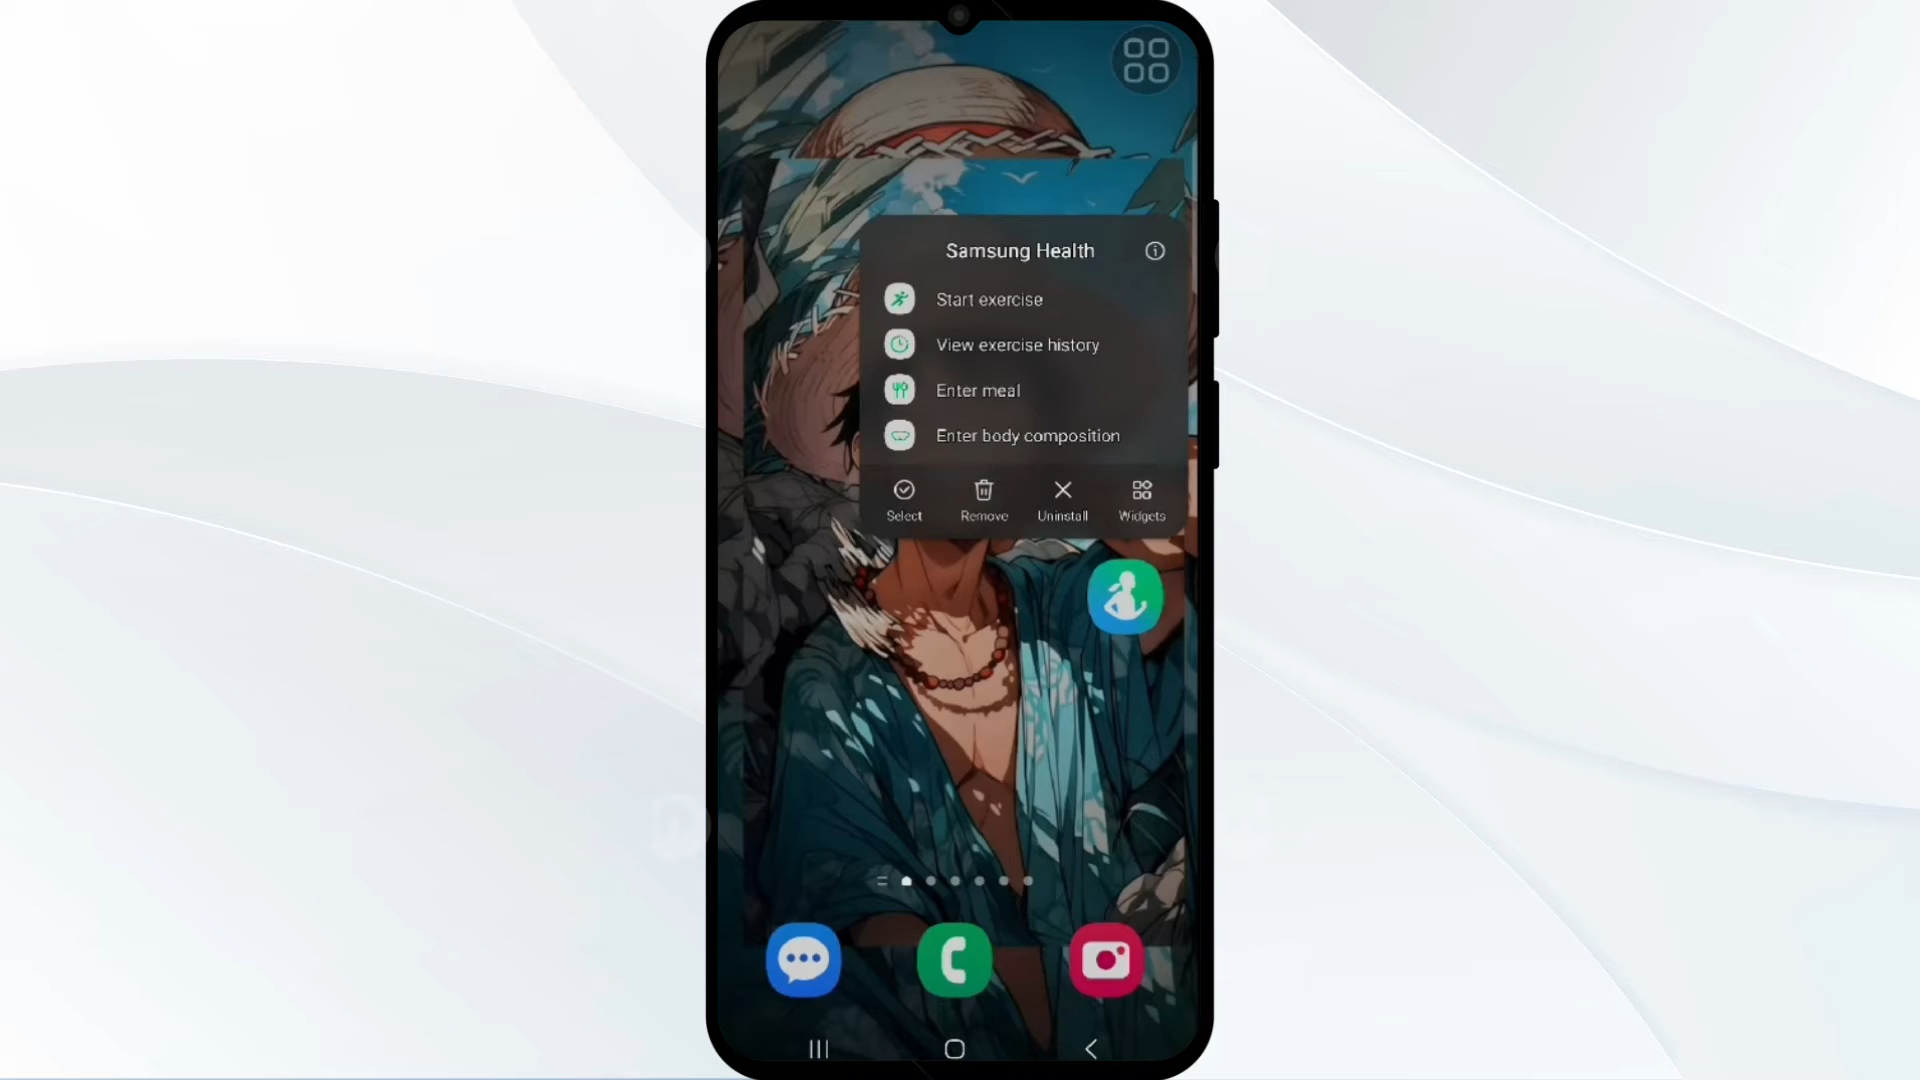 Samsung Health
Start exercise
View exercise history
Enter meal
Enter body composition
Select Remove Uninstall Widgets